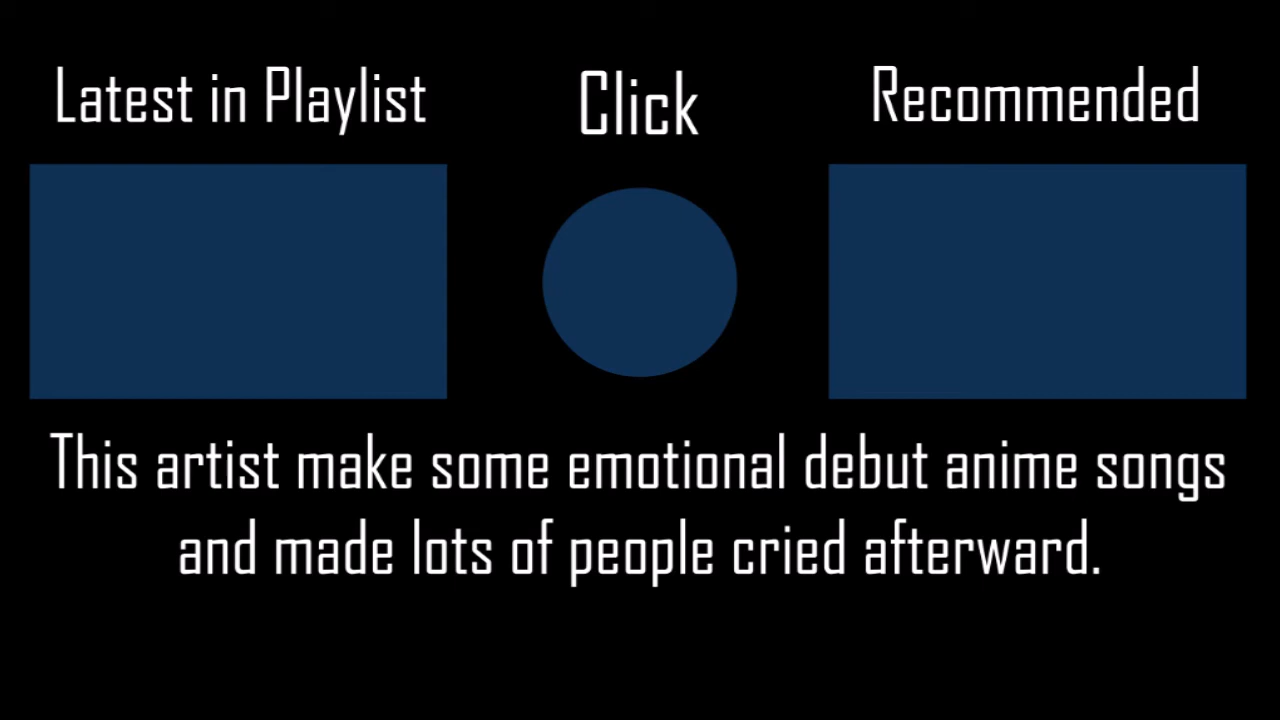 Latest in Playlist
Click
Recommended
This artist make some emotional debut anime songs
and made lots of people cried afterward.